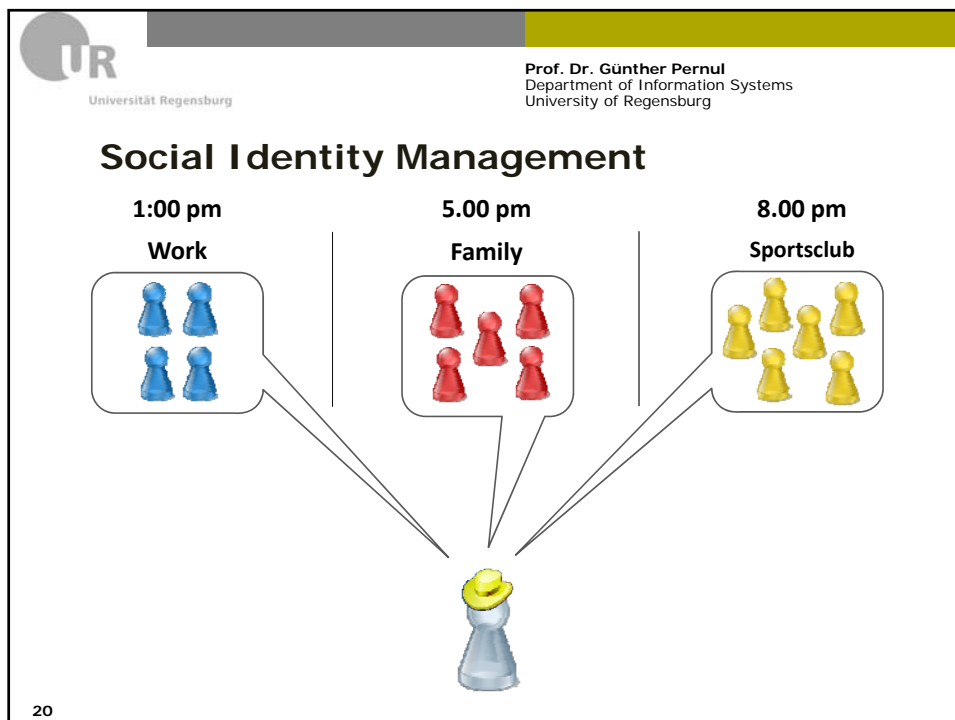 UR
Universität Regensburg
Prof. Dr. Günther Pernul
Department of Information Systems
University of Regensburg
Social Identity Management
1:00 pm
Work
5.00 pm
Family
8.00 pm
Sportsclub
20